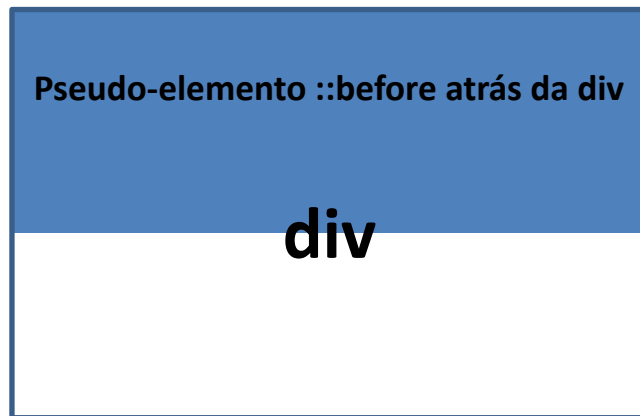 Pseudo-elemento ::before atrás da div
div